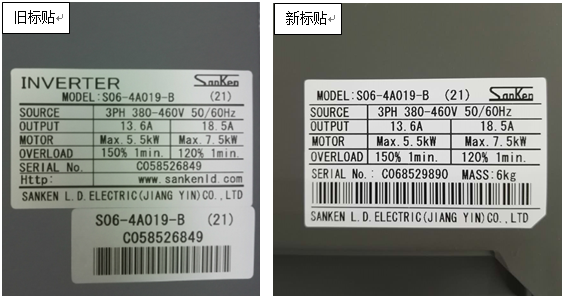 旧标贴
INVERTER SanKen
MODEL:S06-4A019-B (21)
SOURCE 3PH 380-460V 50/60Hz
OUTPUT 13.6A 18.5A
MOTOR Max. 5.5kW Max. 7.5kW
OVERLOAD 150% 1min. 120% 1min.
SERIAL No. C058526849
Http: www.sankenld.com
SANKEN L.D.ELECTRIC(JIANG YIN)CO.,LTD
S06-4A019-B (21)
C058526849
新标贴
MODEL:S06-4A019-B (21) SanKen
SOURCE 3PH 380-460V 50/60Hz
OUTPUT 13.6A 18.5A
MOTOR Max. 5.5kW Max. 7.5kW
OVERLOAD 150% 1min. 120% 1min.
SERIAL No.: C068529890 MASS:6kg
SANKEN L.D.ELECTRIC(JIANG YIN)CO.,LTD